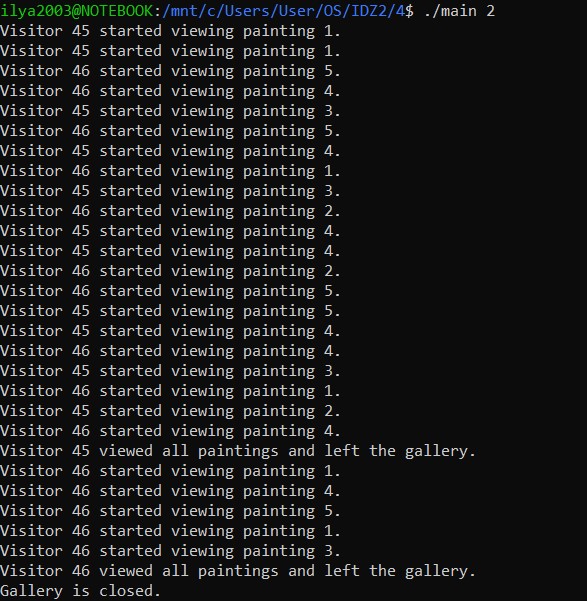 ilya2003@NOTEBOOK:/mnt/c/Users/User/OS/IDZ2/4$ ./main 2
Visitor 45 started viewing painting 1.
Visitor 45 started viewing painting 1.
Visitor 46 started viewing painting 5.
Visitor 46 started viewing painting 4.
Visitor 45 started viewing painting 3.
Visitor 46 started viewing painting 5.
Visitor 45 started viewing painting 4.
Visitor 46 started viewing painting 1.
Visitor 45 started viewing painting 3.
Visitor 46 started viewing painting 2.
Visitor 45 started viewing painting 4.
Visitor 45 started viewing painting 4.
Visitor 46 started viewing painting 2.
Visitor 46 started viewing painting 5.
Visitor 45 started viewing painting 5.
Visitor 45 started viewing painting 4.
Visitor 46 started viewing painting 4.
Visitor 45 started viewing painting 3.
Visitor 46 started viewing painting 1.
Visitor 45 started viewing painting 2.
Visitor 46 started viewing painting 4.
Visitor 45 viewed all paintings and left the gallery.
Visitor 46 started viewing painting 1.
Visitor 46 started viewing painting 4.
Visitor 46 started viewing painting 5.
Visitor 46 started viewing painting 1.
Visitor 46 started viewing painting 3.
Visitor 46 viewed all paintings and left the gallery.
Gallery is closed.